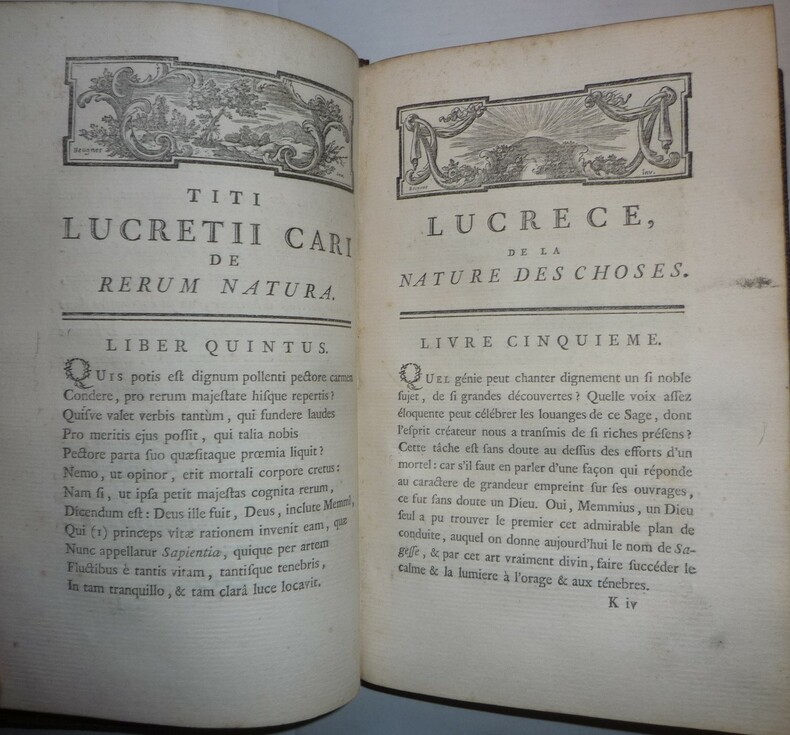 TITI
LUCRETII CARI
DE
RERUM NATURA.
LIBER QUINTUS.
QUIS potis eſt dignum pollenti pectore carmen
Condere, pro rerum majeſtate hiſque repertis?
Quiſve valet verbis tantùm, qui fundere laudes
Pro meritis ejus poſſit, qui talia nobis
Pectore parta ſuo quæſitaque præmia liquit?
Nemo, ut opinor, erit mortali corpore cretus:
Nam ſi, ut ipſa petit majeſtas cognita rerum,
Dicendum eſt: Deus ille fuit, Deus, inclute Memmi,
Qui (1) princeps vitæ rationem invenit eam, quæ
Nunc appellatur Sapientia, quique per artem
Fluctibus è tantis vitam, tantiſque tenebris,
In tam tranquillo, & tam clarâ luce locavit.
LUCRECE,
DE LA
NATURE DES CHOSES.
LIVRE CINQUIEME.
QUEL génie peut chanter dignement un ſi noble
ſujet, de ſi grandes découvertes? Quelle voix aſſez
éloquente peut célébrer les louanges de ce Sage, dont
l'eſprit créateur nous a tranſmis de ſi riches préſens?
Cette tâche eſt ſans doute au deſſus des efforts d'un
mortel: car s'il faut en parler d'une façon qui réponde
au caractere de grandeur empreint ſur ſes ouvrages,
ce fut ſans doute un Dieu. Oui, Memmius, un Dieu
ſeul a pu trouver le premier cet admirable plan de
conduite, auquel on donne aujourd'hui le nom de Sa-
geſſe, & par cet art vraiment divin, faire ſuccéder le
calme & la lumiere à l'orage & aux ténebres.
K iv